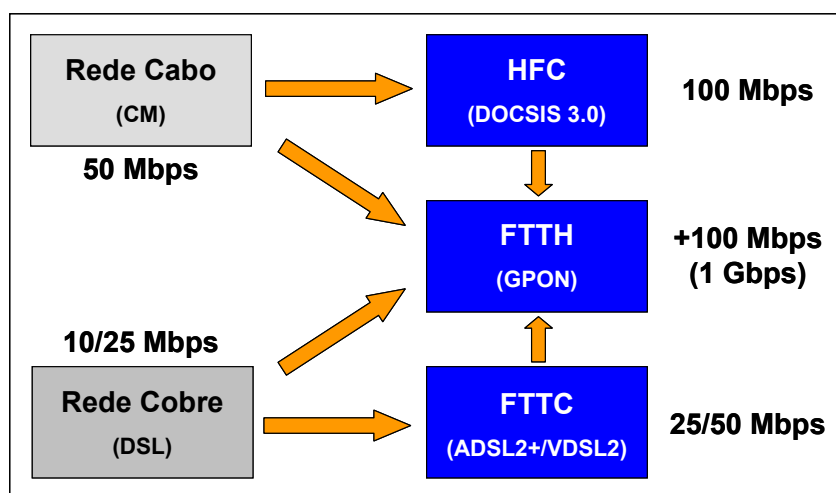 Rede Cabo
(CM)
50 Mbps
HFC
(DOCSIS 3.0)
100 Mbps
FTTH
(GPON)
+100 Mbps
(1 Gbps)
10/25 Mbps
Rede Cobre
(DSL)
FTTC
(ADSL2+/VDSL2)
25/50 Mbps